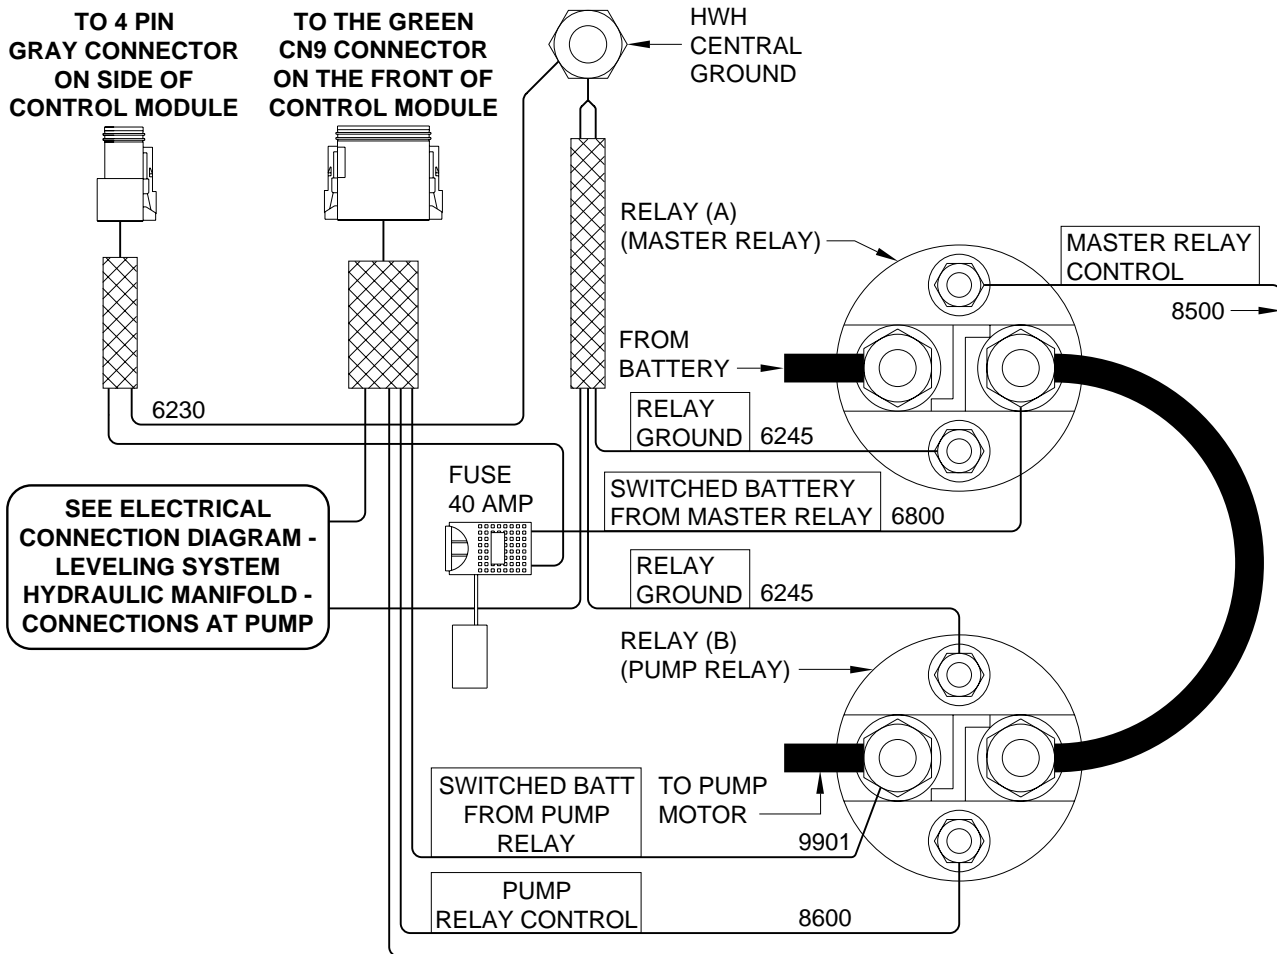 TO 4 PIN
GRAY CONNECTOR
ON SIDE OF
CONTROL MODULE
TO THE GREEN
CN9 CONNECTOR
ON THE FRONT OF
CONTROL MODULE
HWH
CENTRAL
GROUND
RELAY (A)
(MASTER RELAY)
MASTER RELAY
CONTROL
8500
FROM
BATTERY
6230
RELAY
GROUND
6245
FUSE
40 AMP
SWITCHED BATTERY
FROM MASTER RELAY
6800
SEE ELECTRICAL
CONNECTION DIAGRAM -
LEVELING SYSTEM
HYDRAULIC MANIFOLD -
CONNECTIONS AT PUMP
RELAY
GROUND
6245
RELAY (B)
(PUMP RELAY)
SWITCHED BATT
FROM PUMP
RELAY
TO PUMP
MOTOR
9901
PUMP
RELAY CONTROL
8600